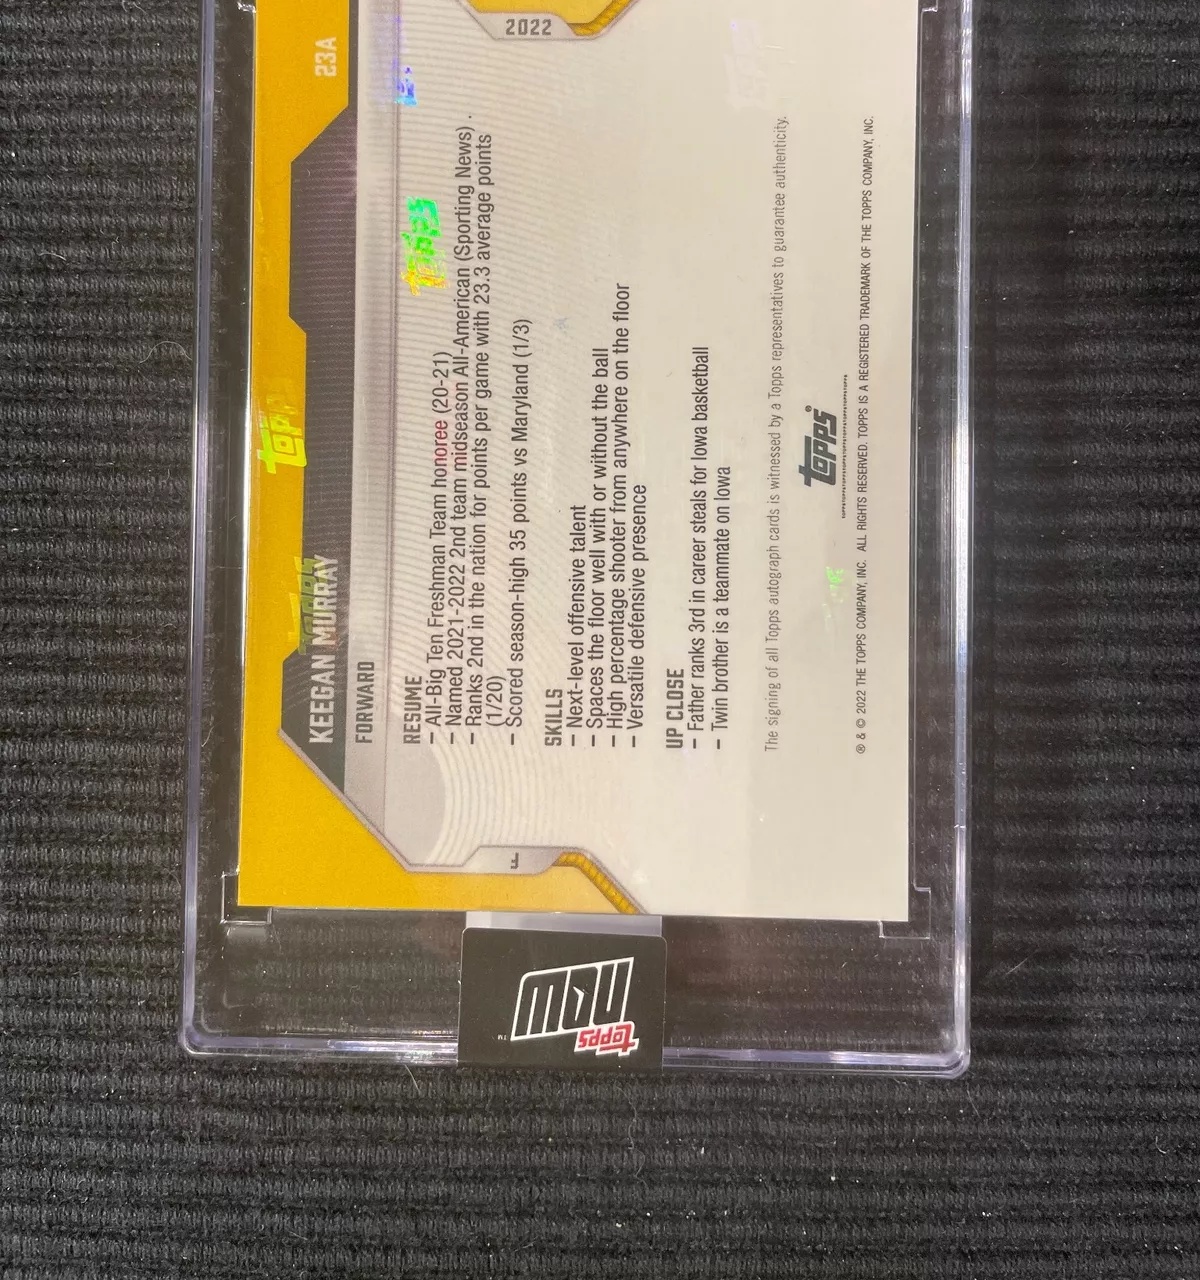 KEEGAN MURRAY
23A
FORWARD
2022
RESUME
– All-Big Ten Freshman Team honoree (20-21)
– Named 2021-2022 2nd team midseason All-American (Sporting News) .
– Ranks 2nd in the nation for points per game with 23.3 average points
(1/20)
– Scored season-high 35 points vs Maryland (1/3)
SKILLS
– Next-level offensive talent
– Spaces the floor well with or without the ball
– High percentage shooter from anywhere on the floor
– Versatile defensive presence
UP CLOSE
– Father ranks 3rd in career steals for Iowa basketball
– Twin brother is a teammate on Iowa
F
The signing of all Topps autograph cards is witnessed by a Topps representatives to guarantee authenticity.
topps®
® & © 2022 THE TOPPS COMPANY, INC. ALL RIGHTS RESERVED. TOPPS IS A REGISTERED TRADEMARK OF THE TOPPS COMPANY, INC.
topps
topps
topps
NOW™